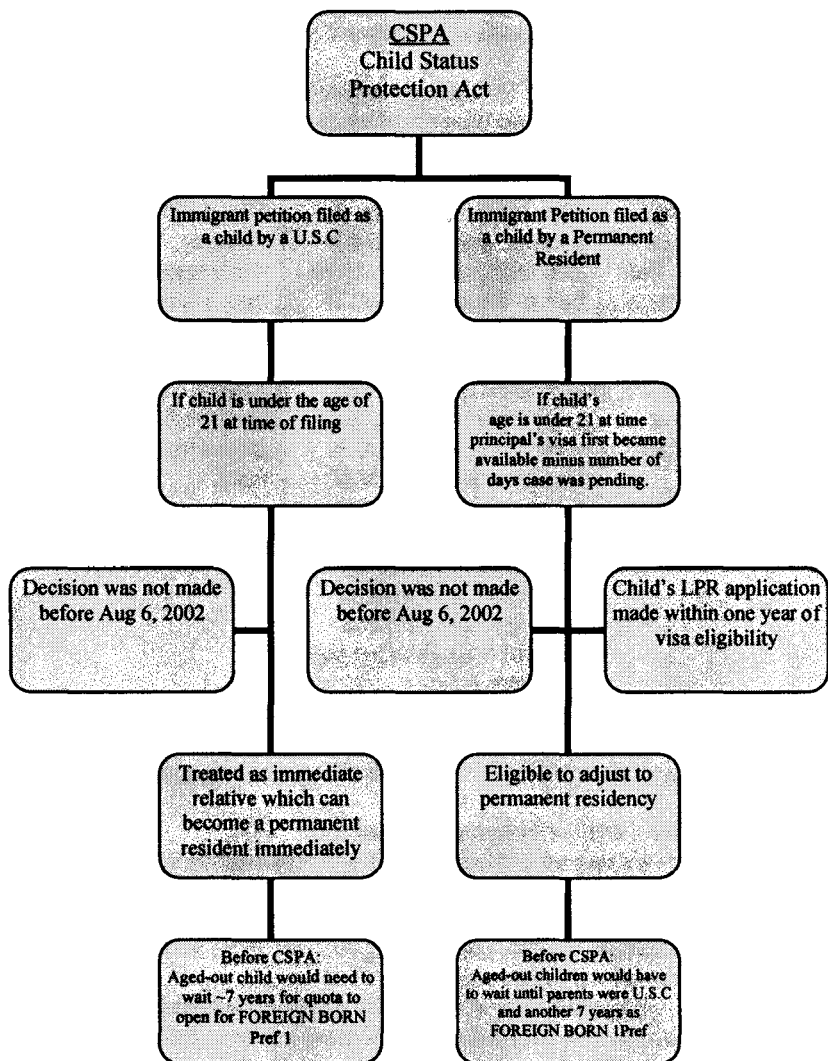 CSPA
Child Status
Protection Act
Immigrant petition filed as
a child by a U.S.C
Immigrant Petition filed as
a child by a Permanent
Resident
If child is under the age of
21 at time of filing
If child's
age is under 21 at time
principal's visa first became
available minus number of
days case was pending.
Decision was not made
before Aug 6, 2002
Decision was not made
before Aug 6, 2002
Child's LPR application
made within one year of
visa eligibility
Treated as immediate
relative which can
become a permanent
resident immediately
Eligible to adjust to
permanent residency
Before CSPA:
Aged-out child would need to
wait ~7 years for quota to
open for FOREIGN BORN
Pref 1
Before CSPA:
Aged-out children would have
to wait until parents were U.S.C
and another 7 years as
FOREIGN BORN 1Pref